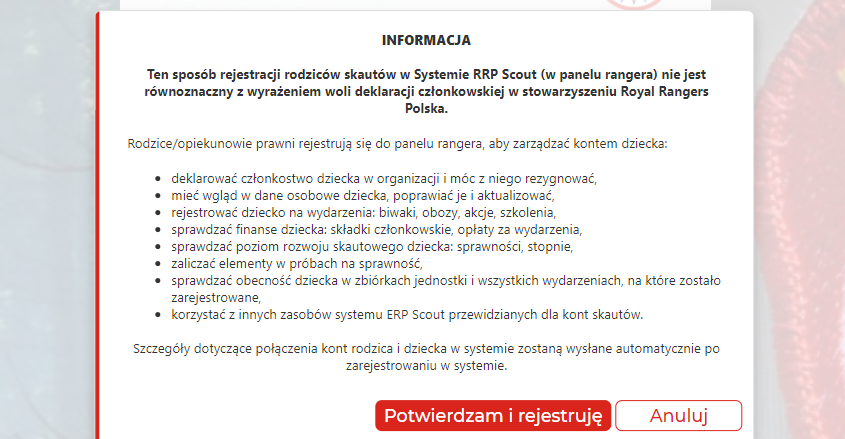 INFORMACJA
Ten sposób rejestracji rodziców skautów w Systemie RRP Scout (w panelu rangera) nie jest
równoznaczny z wyrażeniem woli deklaracji członkowskiej w stowarzyszeniu Royal Rangers
Polska.
Rodzice/opiekunowie prawni rejestrują się do panelu rangera, aby zarządzać kontem dziecka:
• deklarować członkostwo dziecka w organizacji i móc z niego rezygnować,
• mieć wgląd w dane osobowe dziecka, poprawiać je i aktualizować,
• rejestrować dziecko na wydarzenia: biwaki, obozy, akcje, szkolenia,
• sprawdzać finanse dziecka: składki członkowskie, opłaty za wydarzenia,
• sprawdzać poziom rozwoju skautowego dziecka: sprawności, stopnie,
• zaliczać elementy w próbach na sprawność,
• sprawdzać obecność dziecka w zbiórkach jednostki i wszystkich wydarzeniach, na które zostało
zarejestrowane,
• korzystać z innych zasobów systemu ERP Scout przewidzianych dla kont skautów.
Szczegóły dotyczące połączenia kont rodzica i dziecka w systemie zostaną wysłane automatycznie po
zarejestrowaniu w systemie.
Potwierdzam i rejestruję
Anuluj